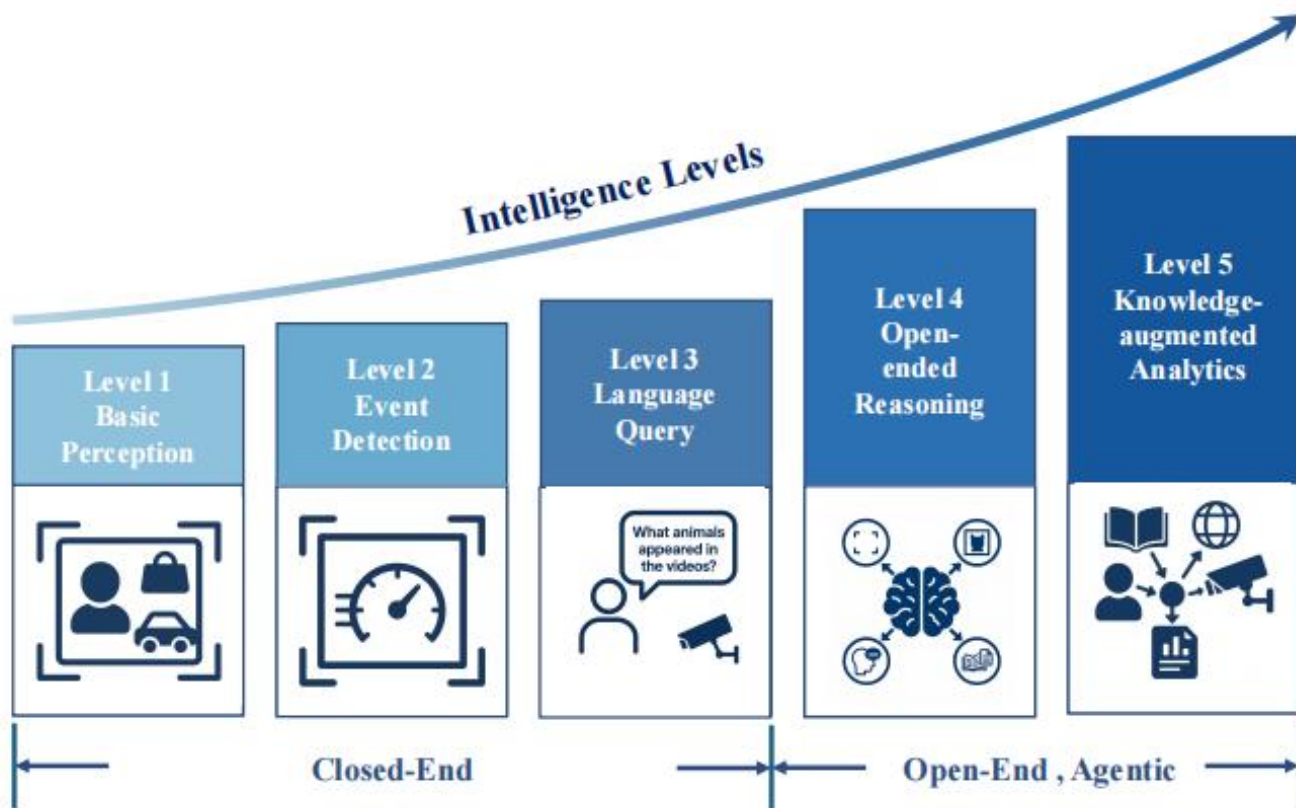 Intelligence Levels
Level 1
Basic
Perception
Level 2
Event
Detection
Level 3
Language
Query
Level 4
Open-
ended
Reasoning
Level 5
Knowledge-
augmented
Analytics
What animals
appeared in
the videos?
Closed-End
Open-End , Agentic